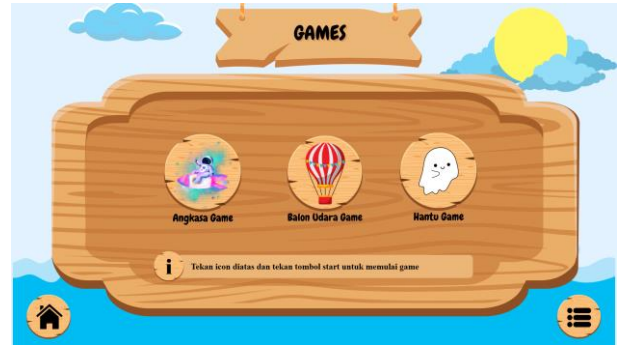 GAMES
Angkasa Game
Balon Udara Game
Hantu Game
i
Tekan icon diatas dan tekan tombol start untuk memulai game